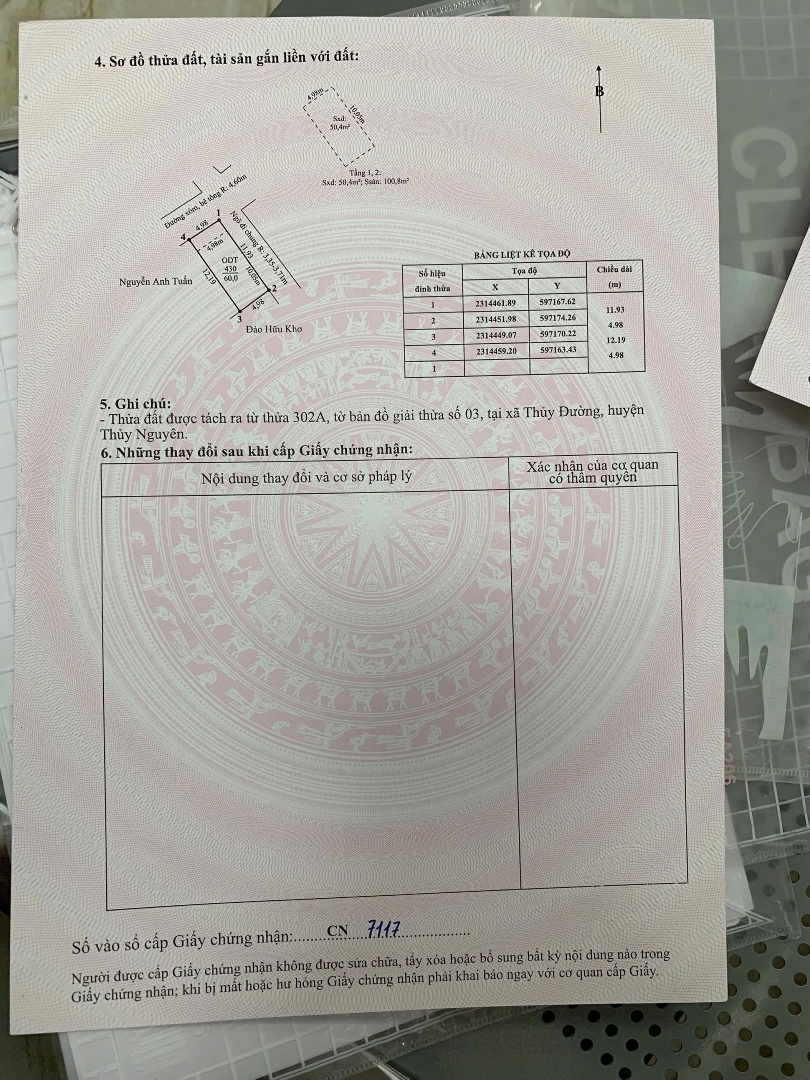 4. Sơ đồ thửa đất, tài sản gắn liền với đất:
B
4,98m
10,05m
Sxd:
50,4m²
Tầng 1, 2:
Sxd: 50,4m²; Ssàn: 100,8m²
Đường xóm, bê tông R: 4,60m
Ngõ đi chung R: 3,35-3,71m
1
4,98
4
4,98m
11,93
10,05m
ODT
430
60,0
12,19
2
4,98
3
Nguyễn Anh Tuấn
Đào Hữu Khơ
BẢNG LIỆT KÊ TỌA ĐỘ
Số hiệu đỉnh thửa Tọa độ Chiều dài (m)
X Y
1 2314461.89 597167.62
11.93
2 2314451.98 597174.26
4.98
3 2314449.07 597170.22
12.19
4 2314459.20 597163.43
4.98
1
5. Ghi chú:
- Thửa đất được tách ra từ thửa 302A, tờ bản đồ giải thửa số 03, tại xã Thủy Đường, huyện
Thủy Nguyên.
6. Những thay đổi sau khi cấp Giấy chứng nhận:
Nội dung thay đổi và cơ sở pháp lý
Xác nhận của cơ quan
có thẩm quyền
Số vào sổ cấp Giấy chứng nhận:.......... CN 7117 ..................
Người được cấp Giấy chứng nhận không được sửa chữa, tẩy xóa hoặc bổ sung bất kỳ nội dung nào trong
Giấy chứng nhận; khi bị mất hoặc hư hỏng Giấy chứng nhận phải khai báo ngay với cơ quan cấp Giấy.
CLE